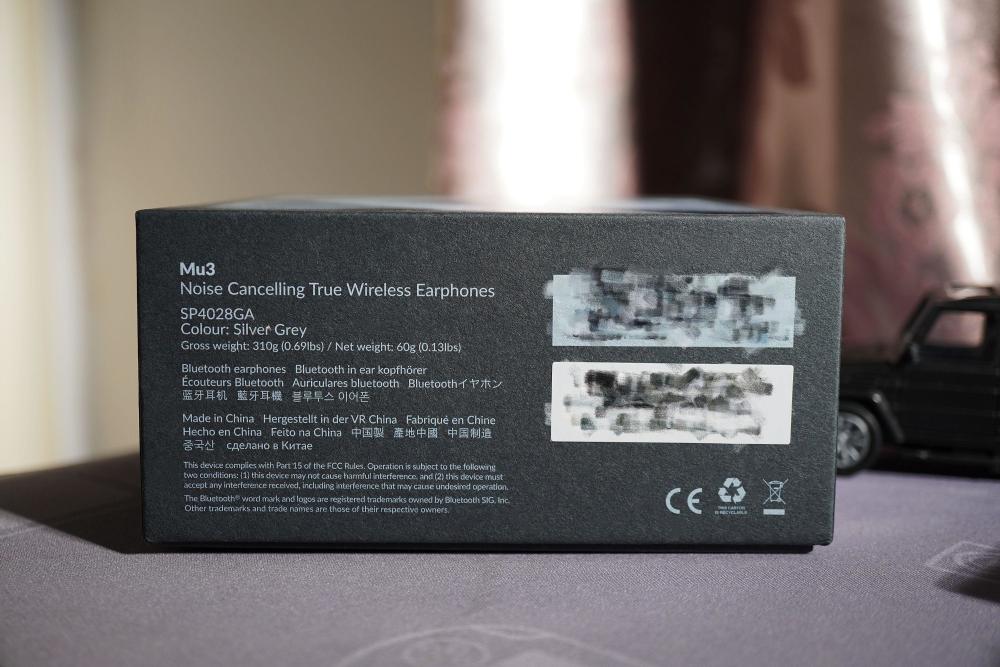 Mu3
Noise Cancelling True Wireless Earphones
SP4028GA
Colour: Silver Grey
Gross weight: 310g (0.69lbs) / Net weight: 60g (0.13lbs)
Bluetooth earphones Bluetooth in ear kopfhörer
Écouteurs Bluetooth Auriculares bluetooth Bluetoothイヤホン
蓝牙耳机 藍牙耳機 블루투스 이어폰
Made in China Hergestellt in der VR China Fabriqué en Chine
Hecho en China Feito na China 中国製 產地中國 中国制造
중국산 сделано в Китае
This device complies with Part 15 of the FCC Rules. Operation is subject to the following
two conditions: (1) this device may not cause harmful interference, and (2) this device must
accept any interference received, including interference that may cause undesired operation.
The Bluetooth® word mark and logos are registered trademarks owned by Bluetooth SIG, Inc.
Other trademarks and trade names are those of their respective owners.
CE
THIS CARTON
IS RECYCLABLE